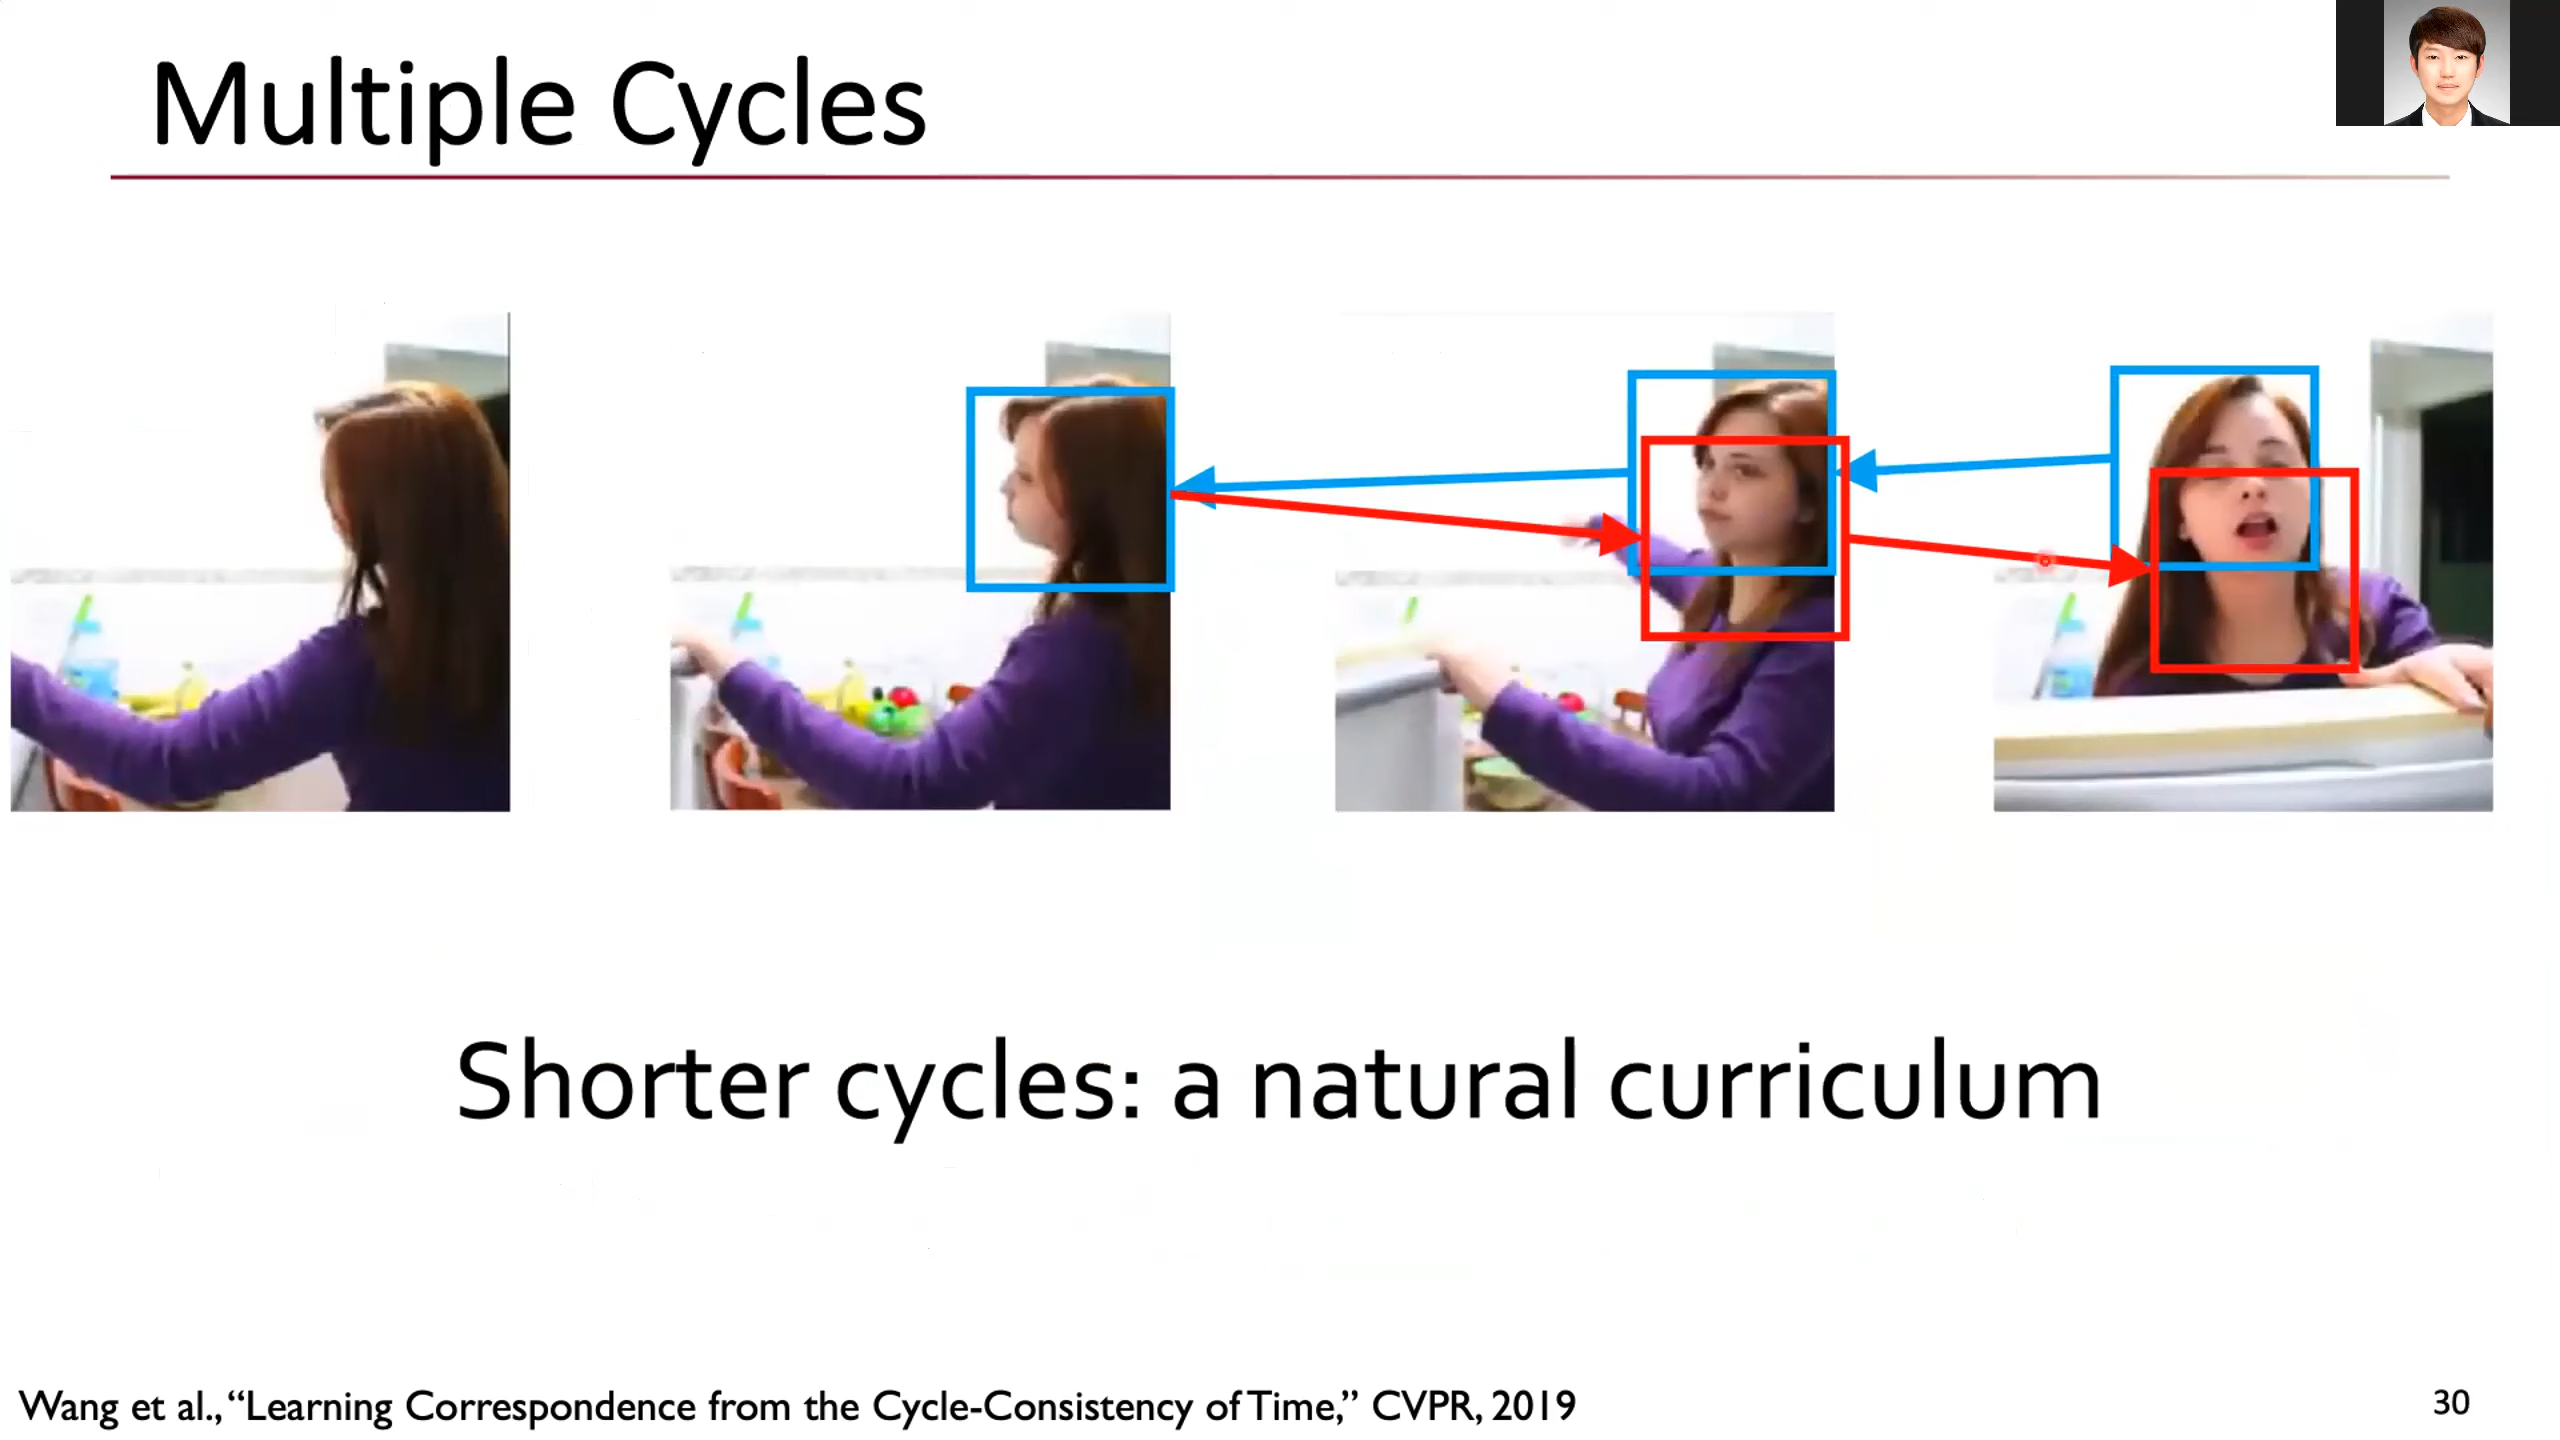 Multiple Cycles
Shorter cycles: a natural curriculum
Wang et al., “Learning Correspondence from the Cycle-Consistency of Time,” CVPR, 2019
30